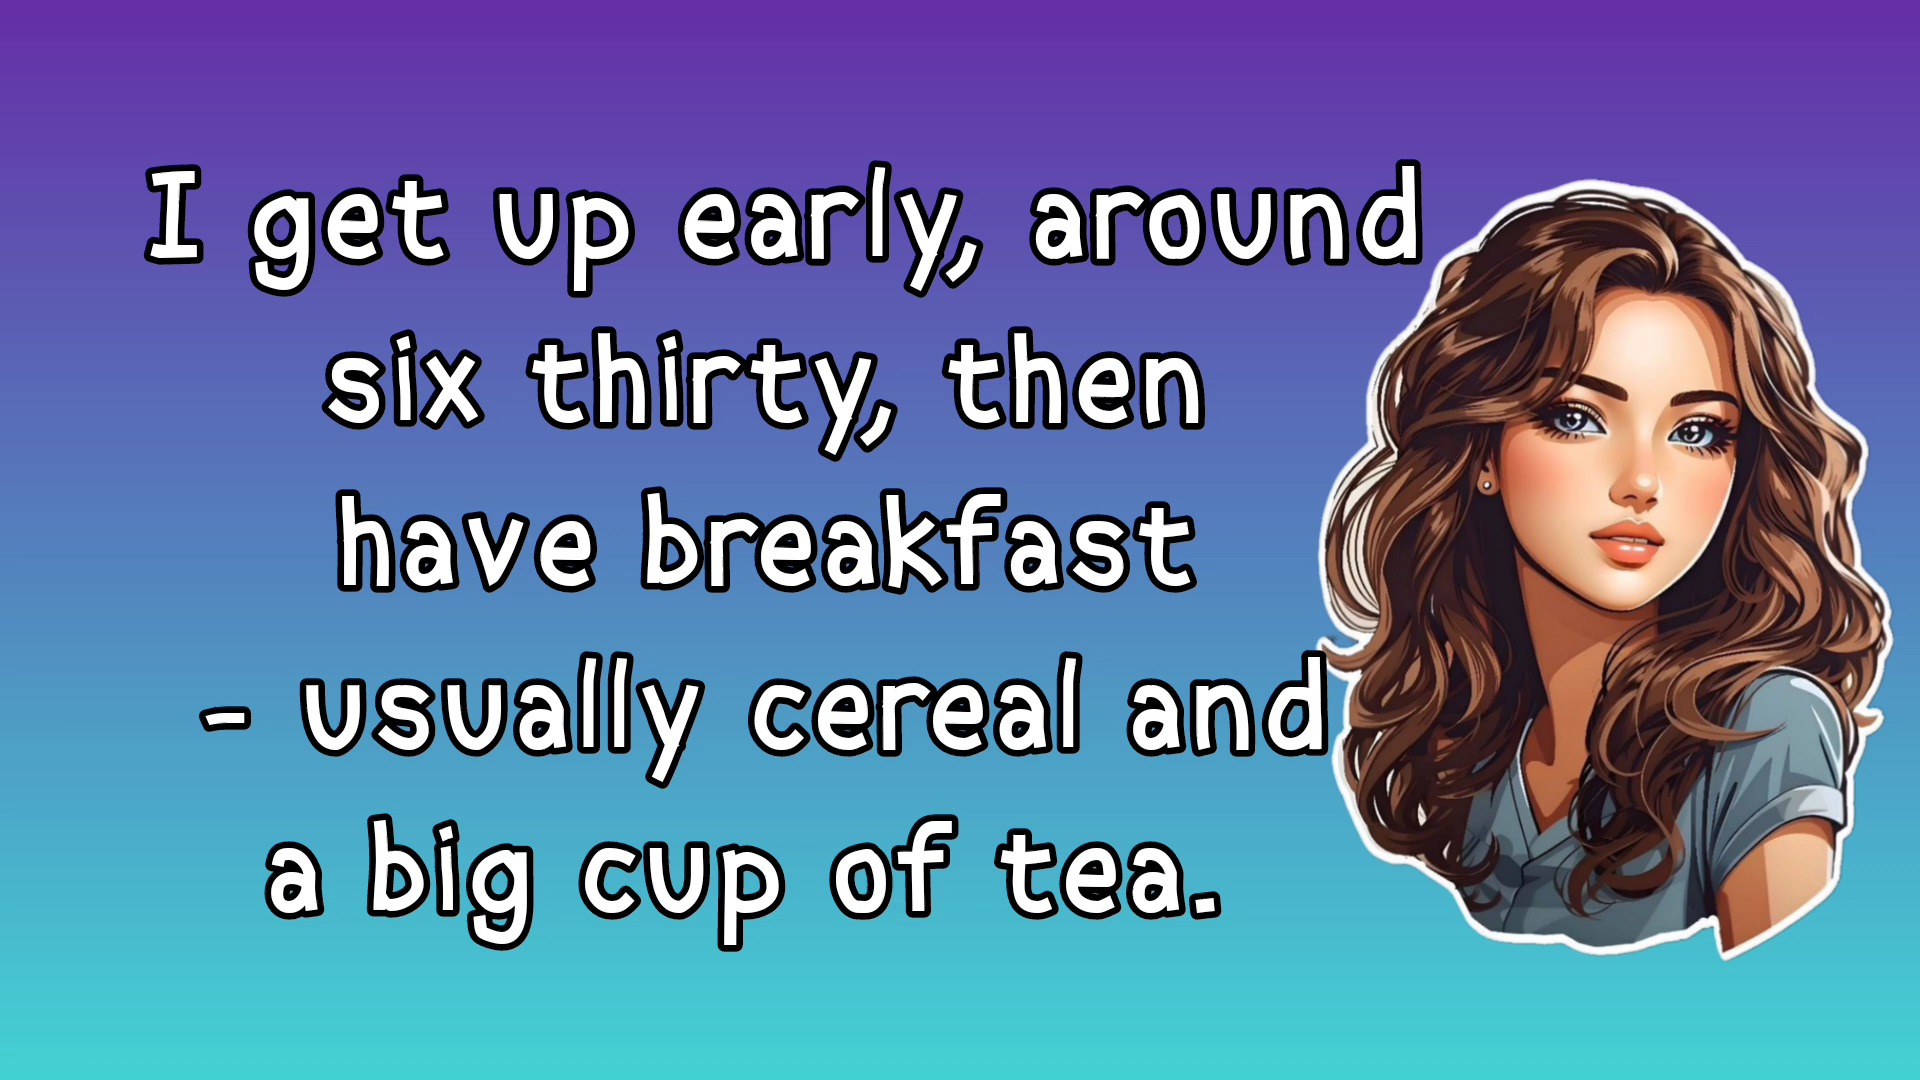 I get up early, around
six thirty, then
have breakfast
- usually cereal and
a big cup of tea.